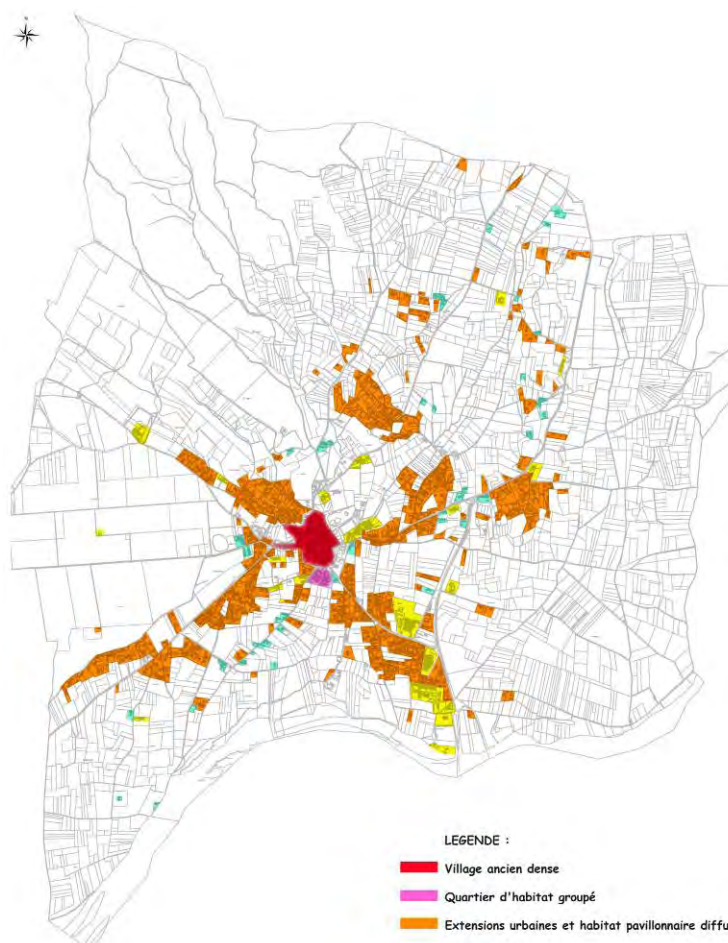 LEGENDE :
Village ancien dense
Quartier d'habitat groupé
Extensions urbaines et habitat pavillonnaire diffu